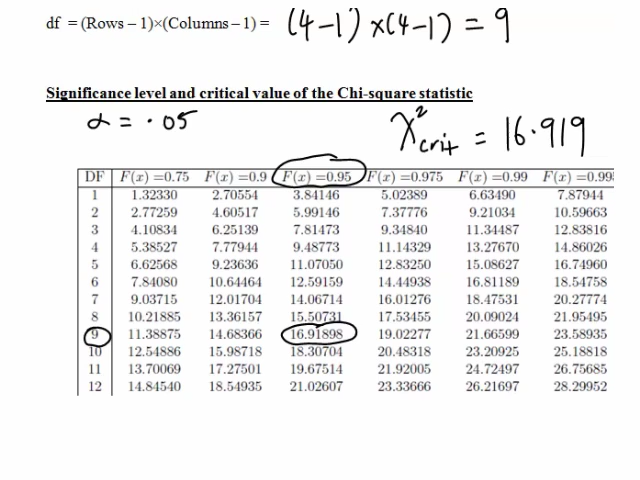 df = (Rows – 1)×(Columns – 1) = (4-1)×(4-1) = 9
Significance level and critical value of the Chi-square statistic
α = .05
χ²crit = 16.919
DF F(x) =0.75 F(x) =0.9 F(x) =0.95 F(x) =0.975 F(x) =0.99 F(x) =0.99
1 1.32330 2.70554 3.84146 5.02389 6.63490 7.87944
2 2.77259 4.60517 5.99146 7.37776 9.21034 10.59663
3 4.10834 6.25139 7.81473 9.34840 11.34487 12.83816
4 5.38527 7.77944 9.48773 11.14329 13.27670 14.86026
5 6.62568 9.23636 11.07050 12.83250 15.08627 16.74960
6 7.84080 10.64464 12.59159 14.44938 16.81189 18.54758
7 9.03715 12.01704 14.06714 16.01276 18.47531 20.27774
8 10.21885 13.36157 15.50731 17.53455 20.09024 21.95495
9 11.38875 14.68366 16.91898 19.02277 21.66599 23.58935
10 12.54886 15.98718 18.30704 20.48318 23.20925 25.18818
11 13.70069 17.27501 19.67514 21.92005 24.72497 26.75685
12 14.84540 18.54935 21.02607 23.33666 26.21697 28.29952